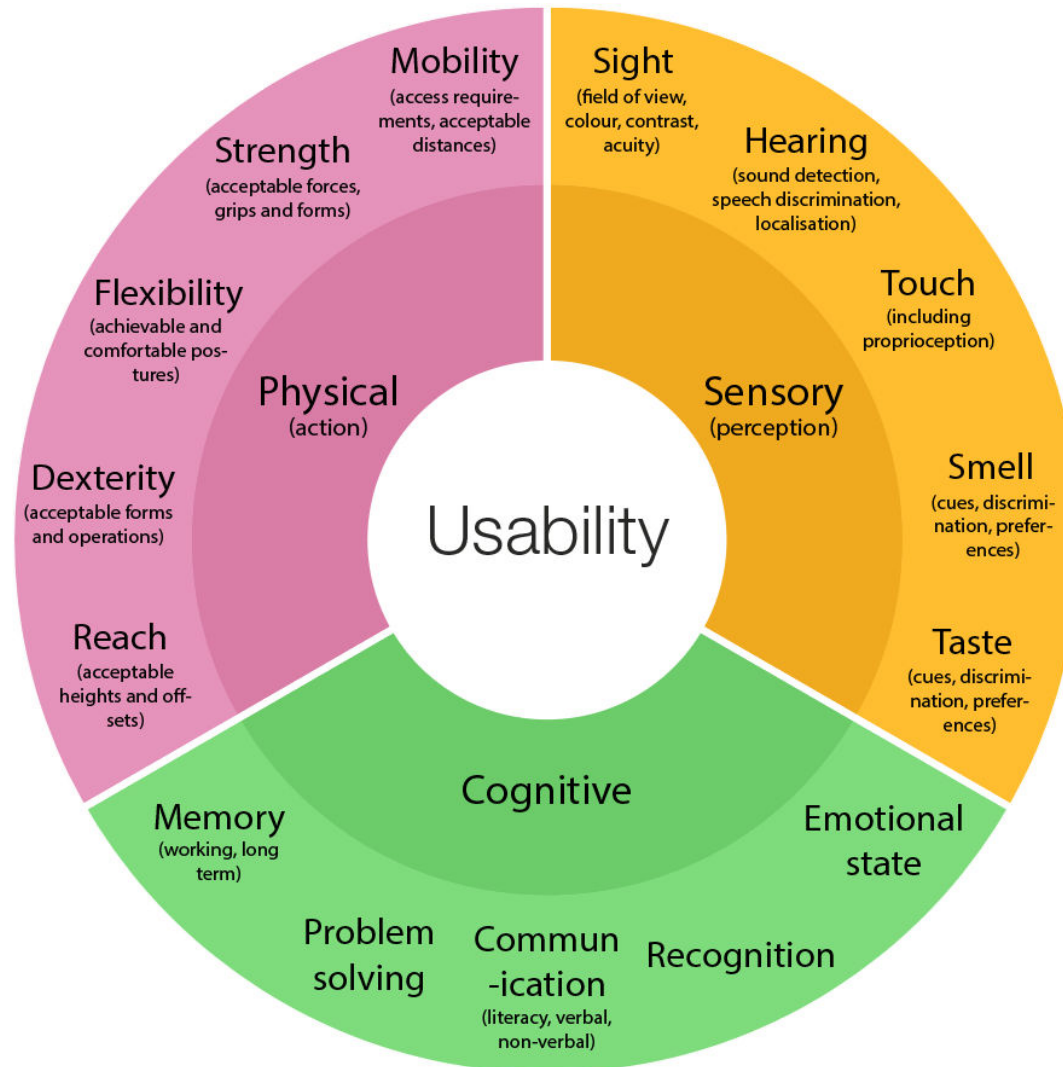 Usability
Physical
(action)
Mobility
(access require-
ments, acceptable
distances)
Strength
(acceptable forces,
grips and forms)
Flexibility
(achievable and
comfortable pos-
tures)
Dexterity
(acceptable forms
and operations)
Reach
(acceptable
heights and off-
sets)
Sensory
(perception)
Sight
(field of view,
colour, contrast,
acuity)
Hearing
(sound detection,
speech discrimination,
localisation)
Touch
(including
proprioception)
Smell
(cues, discrimi-
nation, prefer-
ences)
Taste
(cues, discrimi-
nation, prefer-
ences)
Cognitive
Memory
(working, long
term)
Problem
solving
Commun
-ication
(literacy, verbal,
non-verbal)
Recognition
Emotional
state